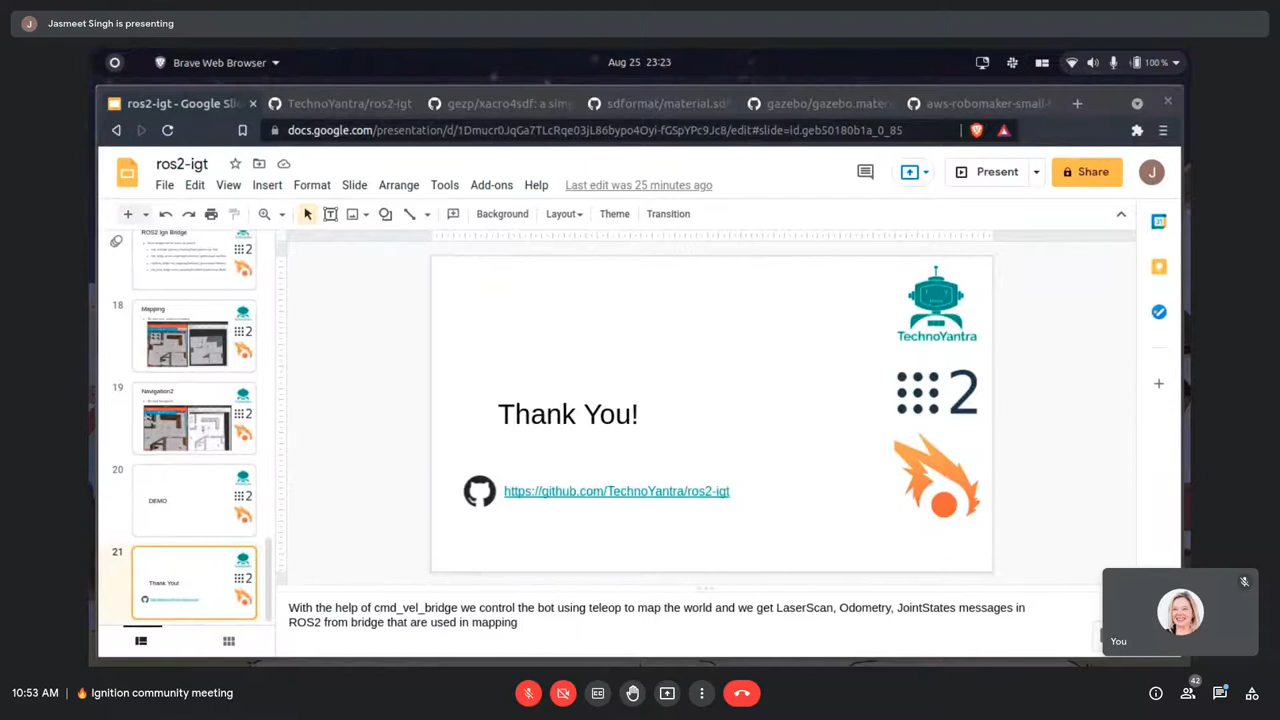 J Jasmeet Singh is presenting
Brave Web Browser
Aug 25 23:23
100 %
ros2-igt - Google Sli
TechnoYantra/ros2-igt
gezp/xacro4sdf: a sim
sdformat/material.sd
gazebo/gazebo.mater
aws-robomaker-small-
docs.google.com/presentation/d/1Dmucr0JqGa7TLcRqe03jL86bypo4Oyi-fGSpYPc9Jc8/edit#slide=id.geb50180b1a_0_85
ros2-igt
Present
Share
J
File Edit View Insert Format Slide Arrange Tools Add-ons Help Last edit was 25 minutes ago
Background Layout Theme Transition
ROS2 Ign Bridge
2
18
Mapping
2
19
Navigation2
2
20
DEMO
2
21
Thank You!
2
TechnoYantra
2
Thank You!
https://github.com/TechnoYantra/ros2-igt
With the help of cmd_vel_bridge we control the bot using teleop to map the world and we get LaserScan, Odometry, JointStates messages in
ROS2 from bridge that are used in mapping
You
10:53 AM | Ignition community meeting
42